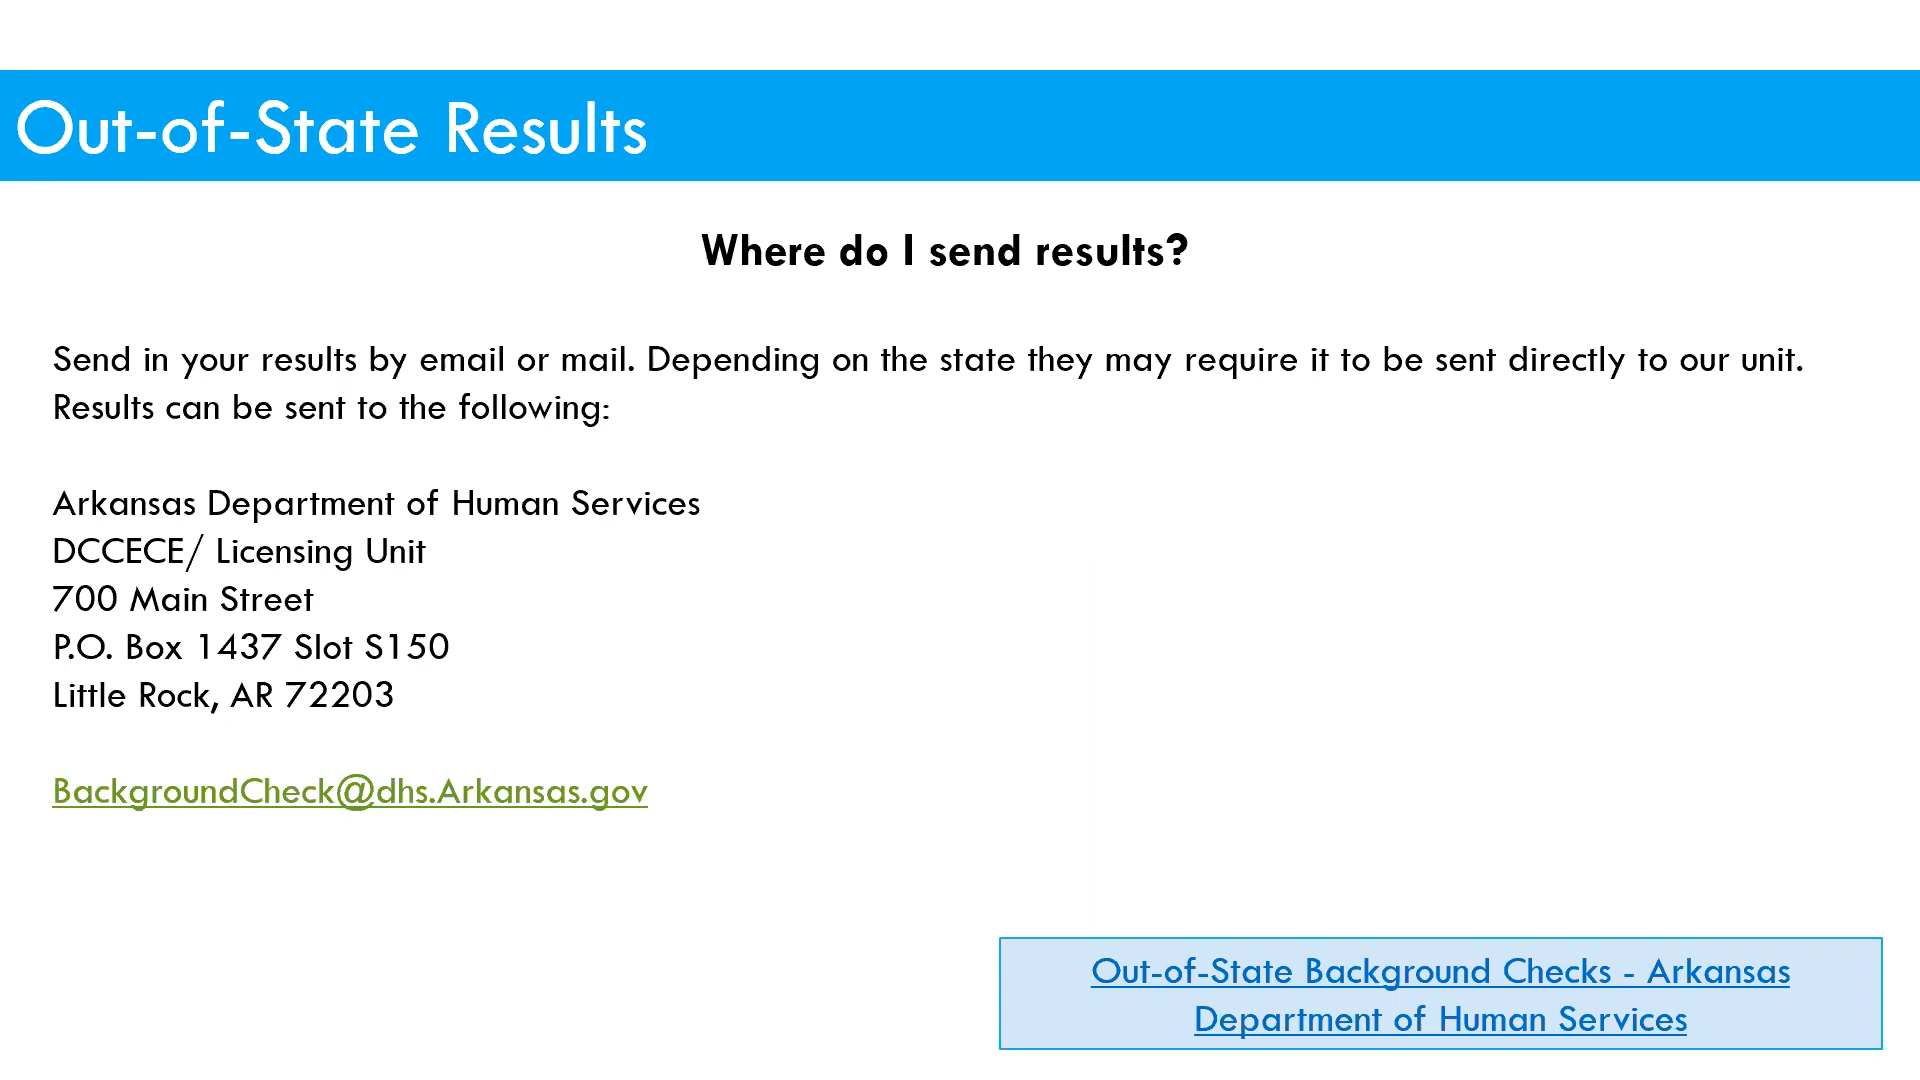 Out-of-State Results
Where do I send results?
Send in your results by email or mail. Depending on the state they may require it to be sent directly to our unit.
Results can be sent to the following:
Arkansas Department of Human Services
DCCECE/ Licensing Unit
700 Main Street
P.O. Box 1437 Slot S150
Little Rock, AR 72203
BackgroundCheck@dhs.Arkansas.gov
Out-of-State Background Checks - Arkansas
Department of Human Services